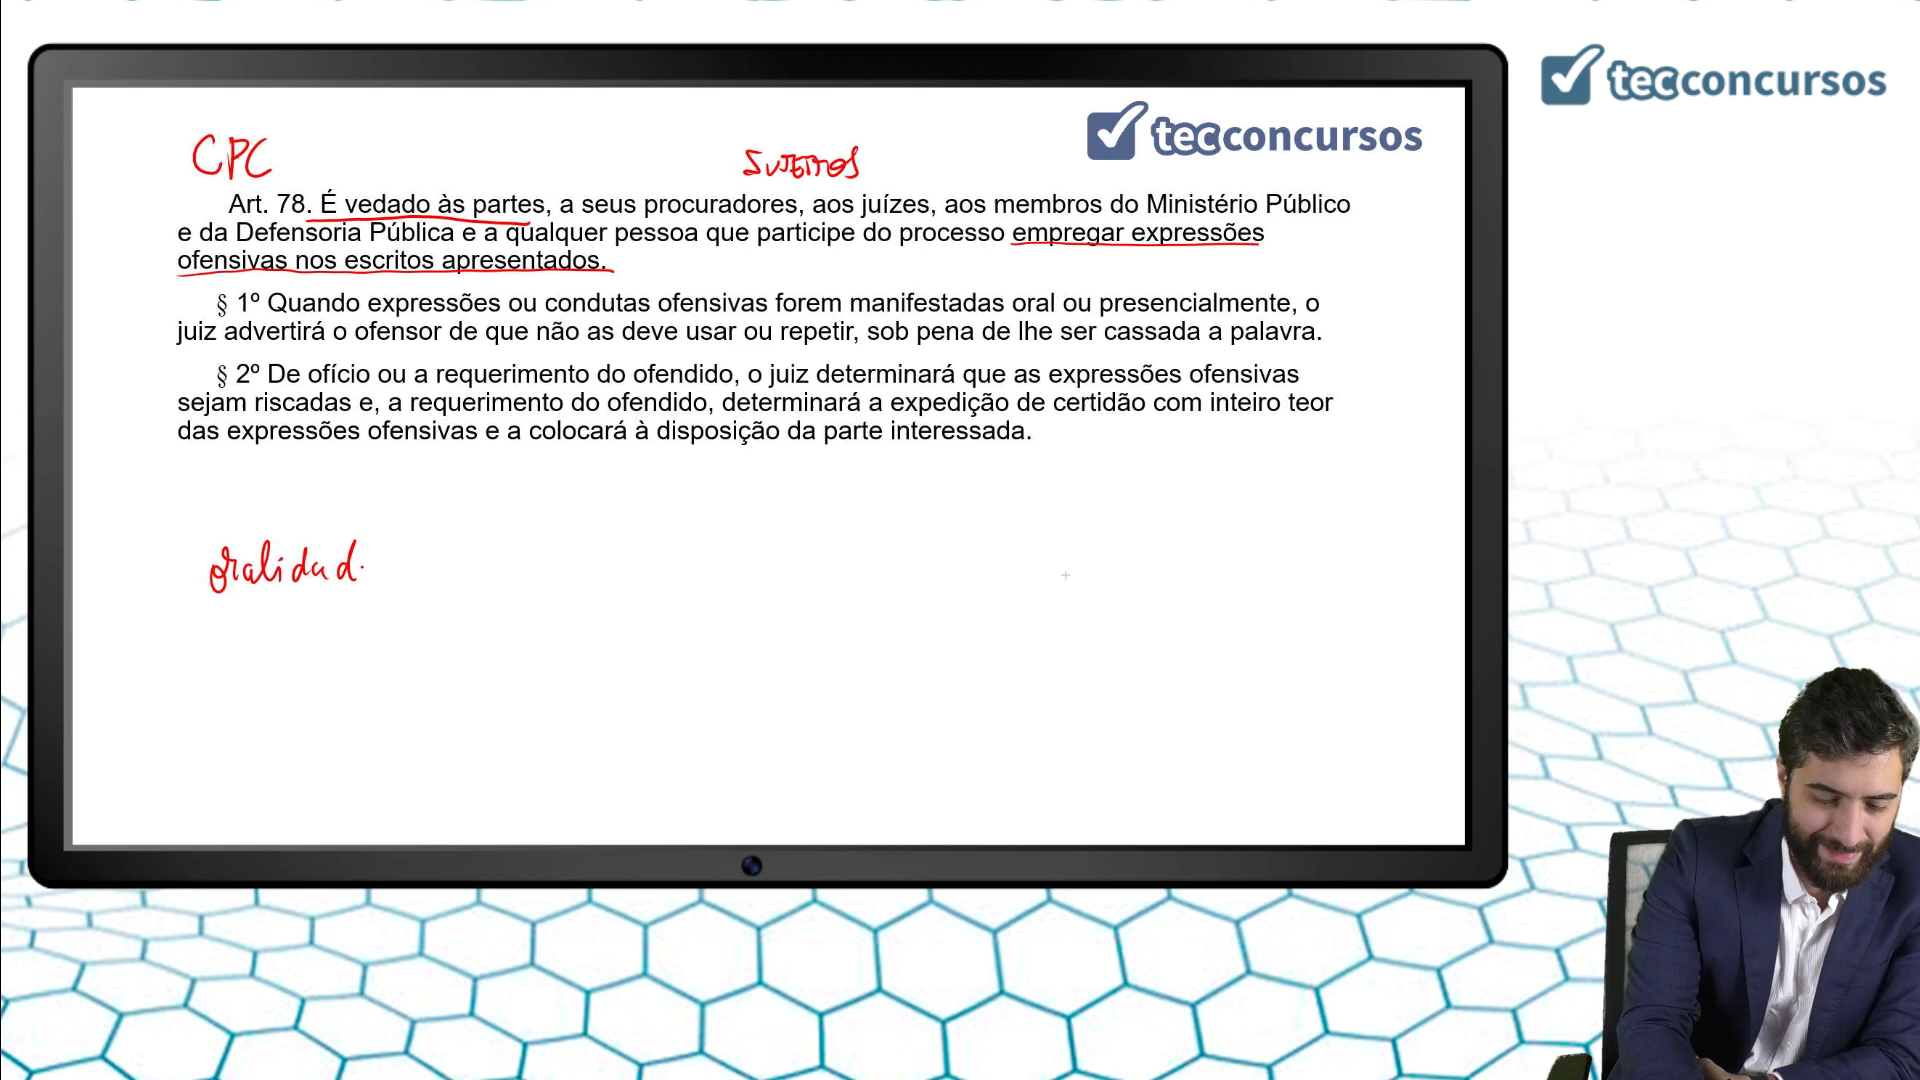 tecconcursos
tecconcursos
CPC
SUJEITOS
Art. 78. É vedado às partes, a seus procuradores, aos juízes, aos membros do Ministério Público
e da Defensoria Pública e a qualquer pessoa que participe do processo empregar expressões
ofensivas nos escritos apresentados.
§ 1º Quando expressões ou condutas ofensivas forem manifestadas oral ou presencialmente, o
juiz advertirá o ofensor de que não as deve usar ou repetir, sob pena de lhe ser cassada a palavra.
§ 2º De ofício ou a requerimento do ofendido, o juiz determinará que as expressões ofensivas
sejam riscadas e, a requerimento do ofendido, determinará a expedição de certidão com inteiro teor
das expressões ofensivas e a colocará à disposição da parte interessada.
oralidad